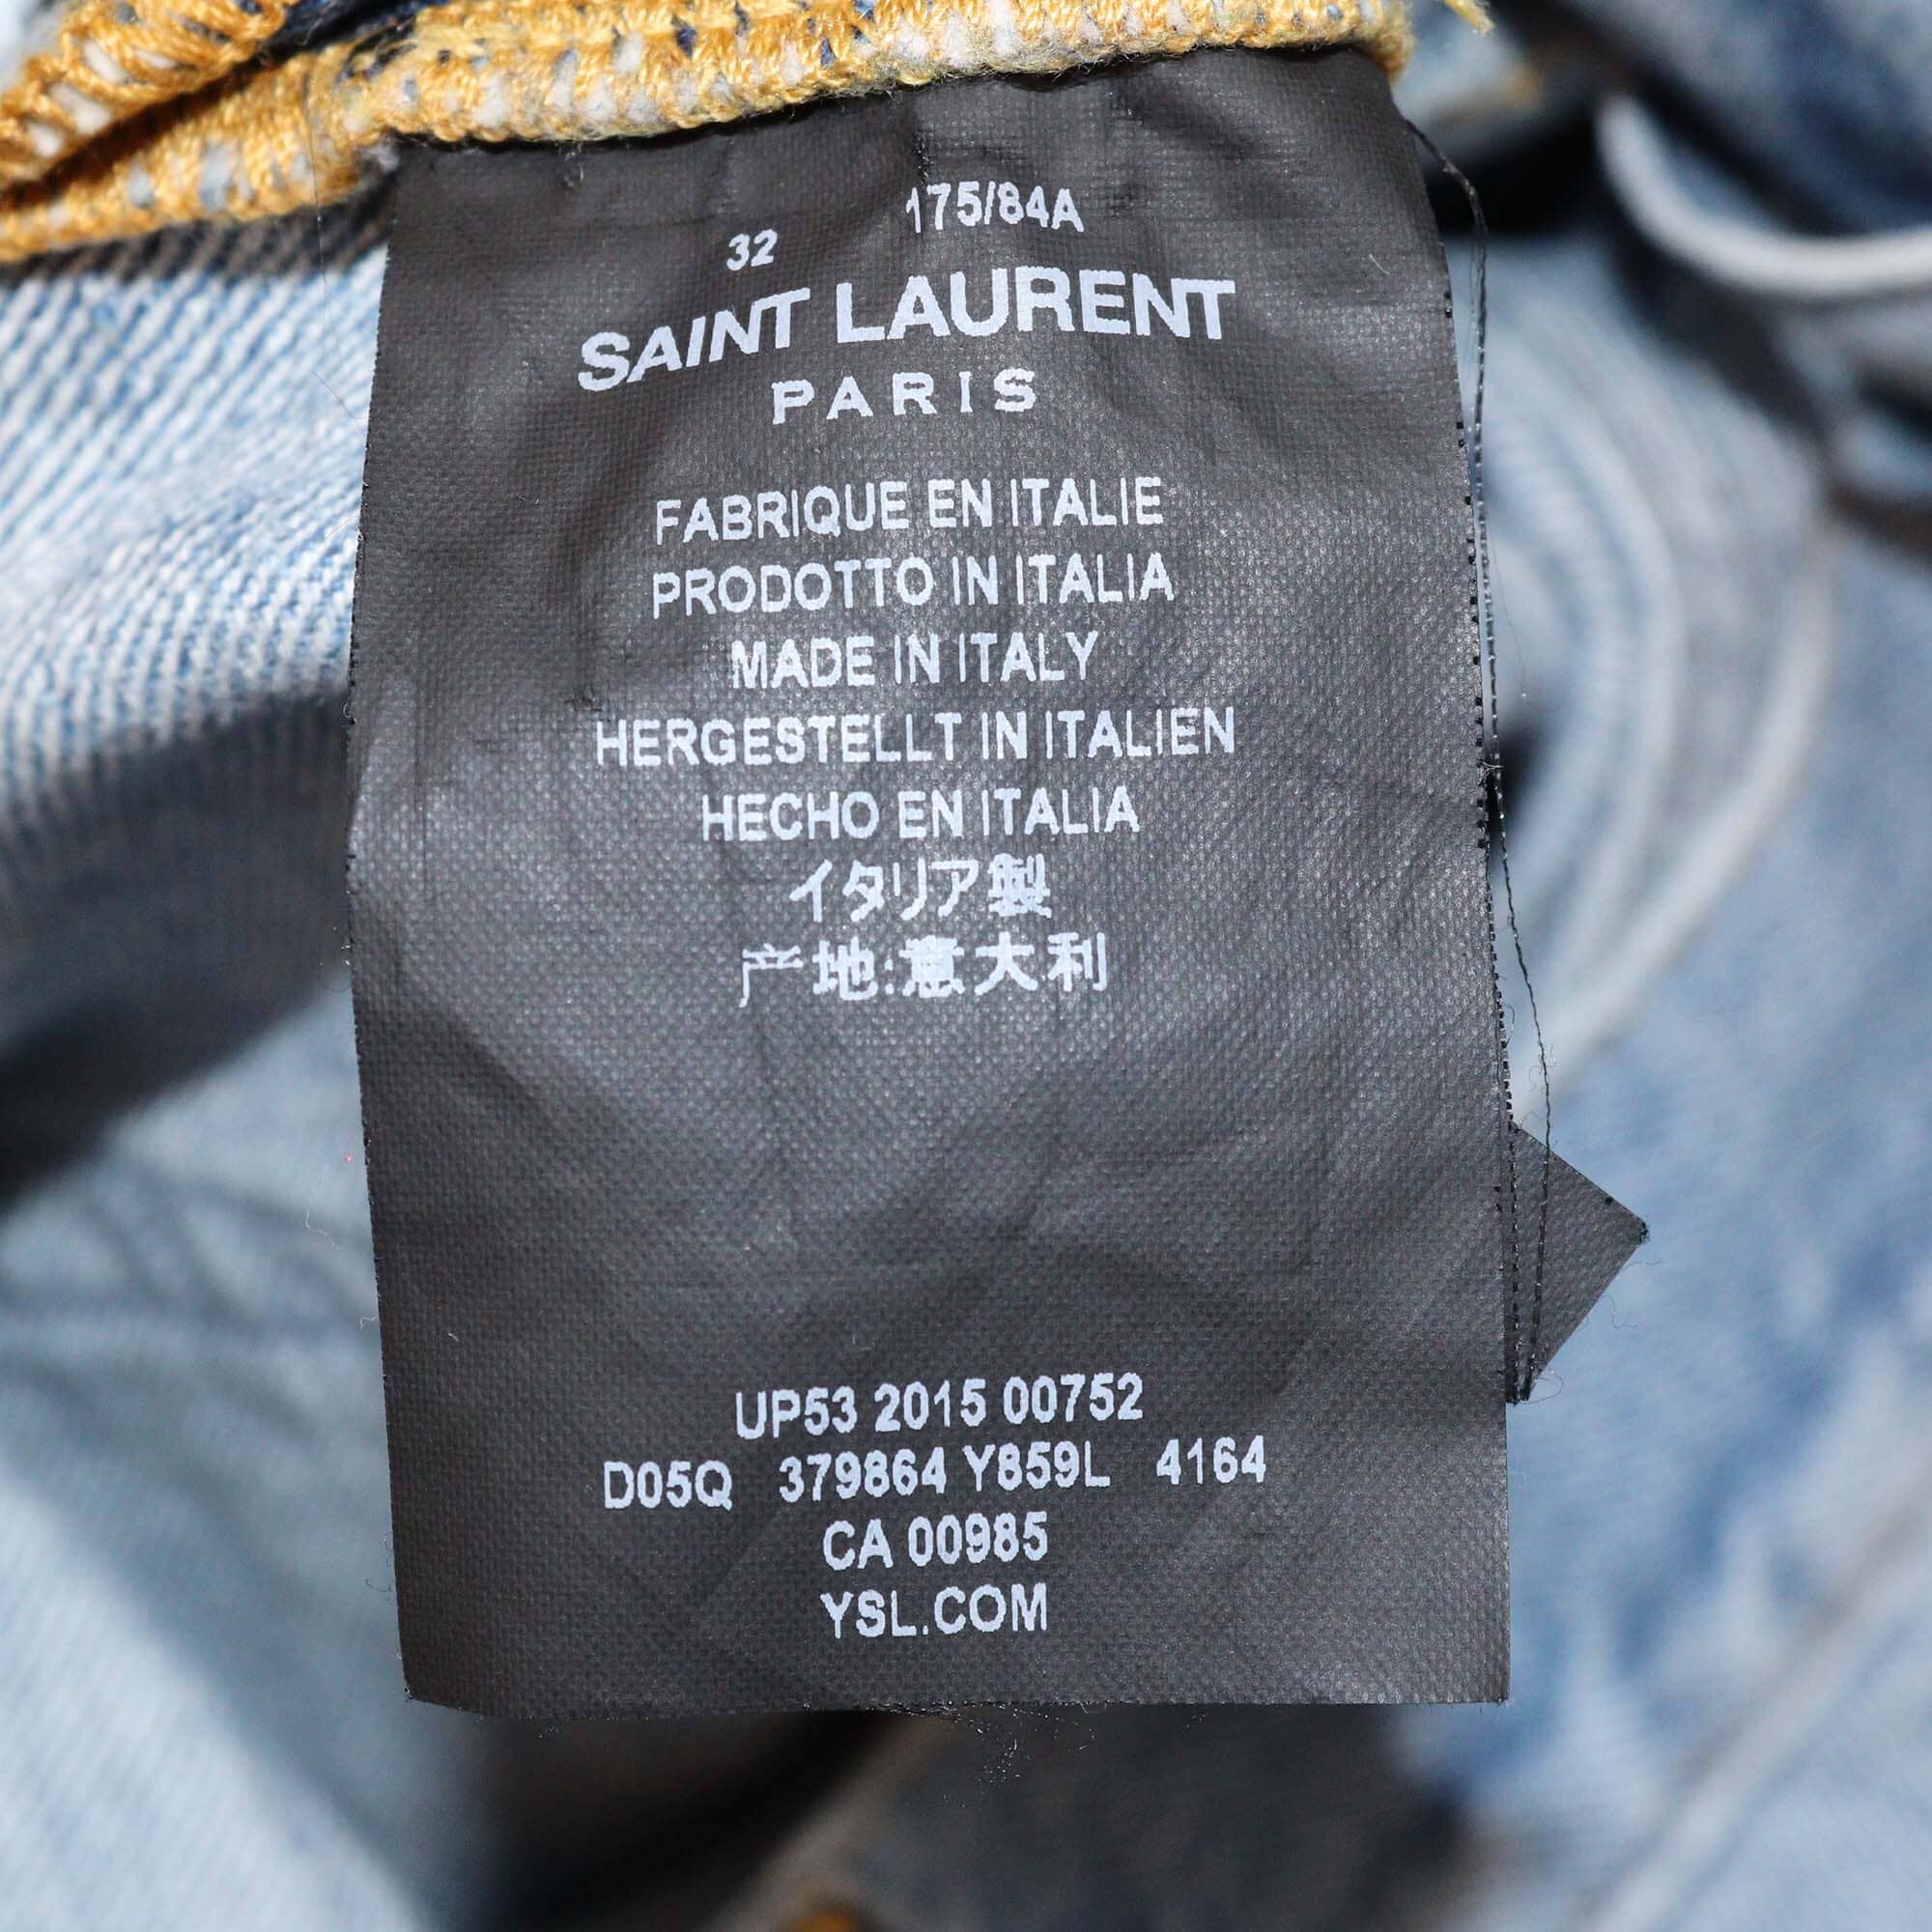 175/84A
32
SAINT LAURENT
PARIS
FABRIQUE EN ITALIE
PRODOTTO IN ITALIA
MADE IN ITALY
HERGESTELLT IN ITALIEN
HECHO EN ITALIA
イタリア製
产地:意大利
UP53 2015 00752
D05Q 379864 Y859L 4164
CA 00985
YSL.COM